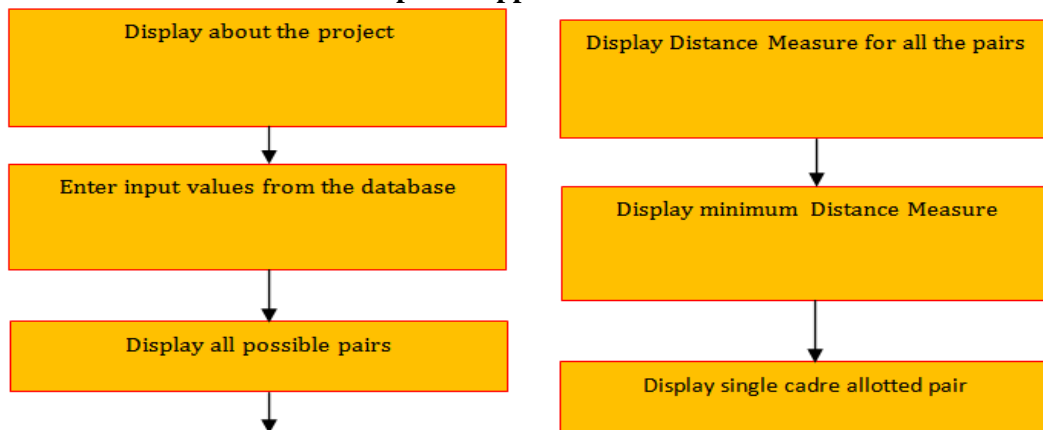 Display about the project
Enter input values from the database
Display all possible pairs
Display Distance Measure for all the pairs
Display minimum Distance Measure
Display single cadre allotted pair